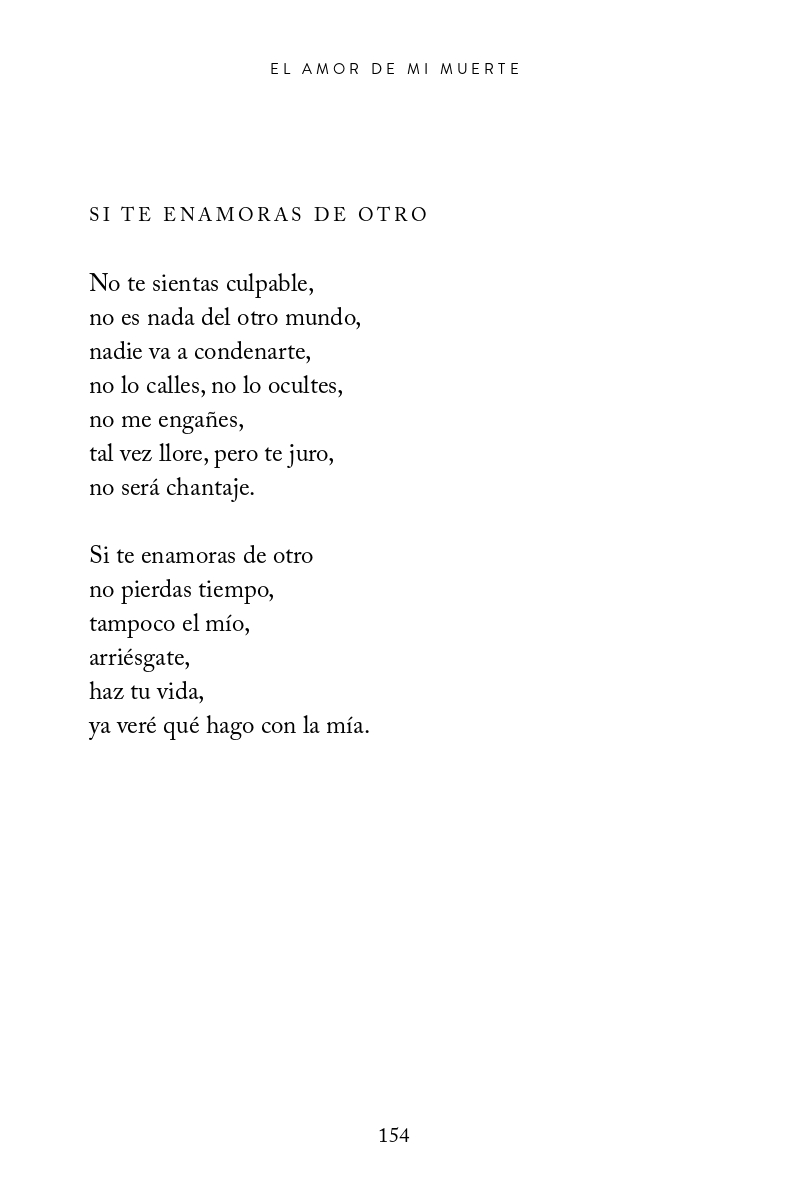 EL AMOR DE MI MUERTE
SI TE ENAMORAS DE OTRO
No te sientas culpable,
no es nada del otro mundo,
nadie va a condenarte,
no lo calles, no lo ocultes,
no me engañes,
tal vez llore, pero te juro,
no será chantaje.
Si te enamoras de otro
no pierdas tiempo,
tampoco el mío,
arriésgate,
haz tu vida,
ya veré qué hago con la mía.
154